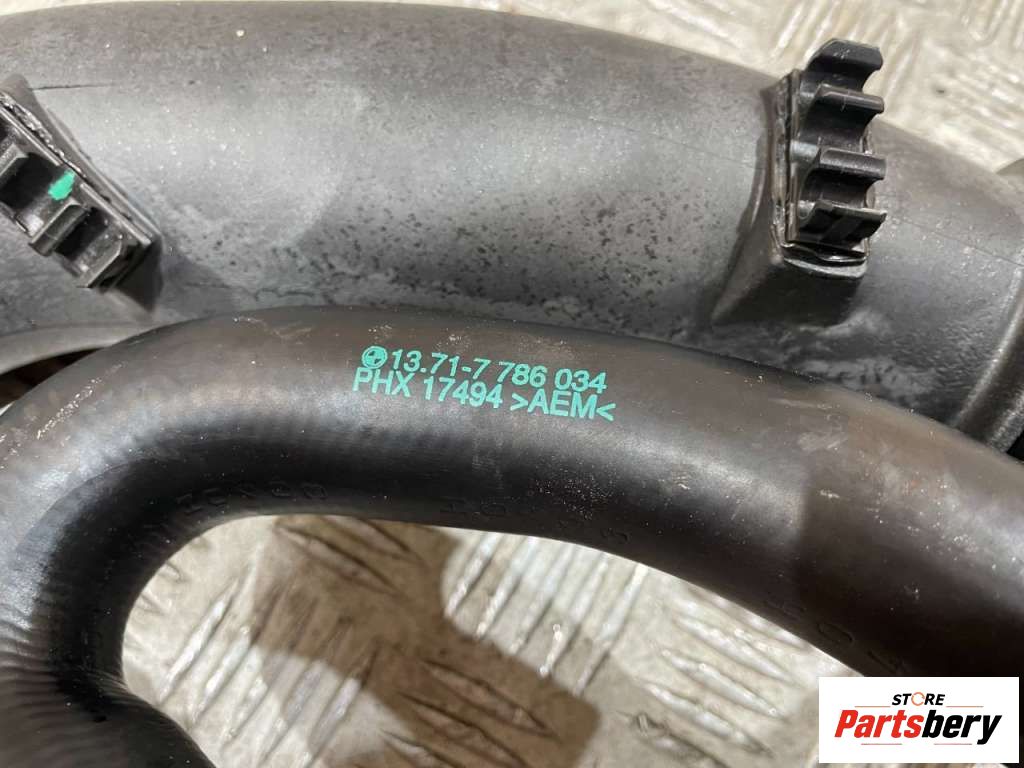 13.71-7 786 034
PHX 17494 >AEM<
STORE
Partsbery